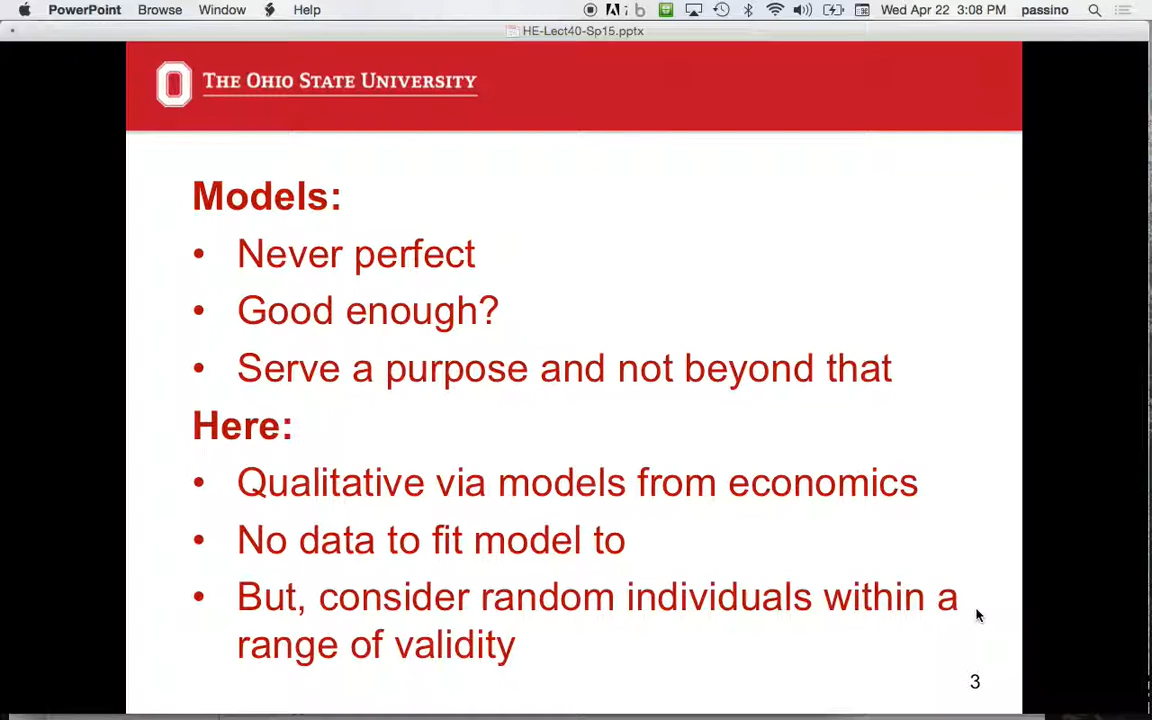 PowerPoint Browse Window Help Wed Apr 22 3:08 PM passino
HE-Lect40-Sp15.pptx
THE OHIO STATE UNIVERSITY
Models:
• Never perfect
• Good enough?
• Serve a purpose and not beyond that
Here:
• Qualitative via models from economics
• No data to fit model to
• But, consider random individuals within a
range of validity
3